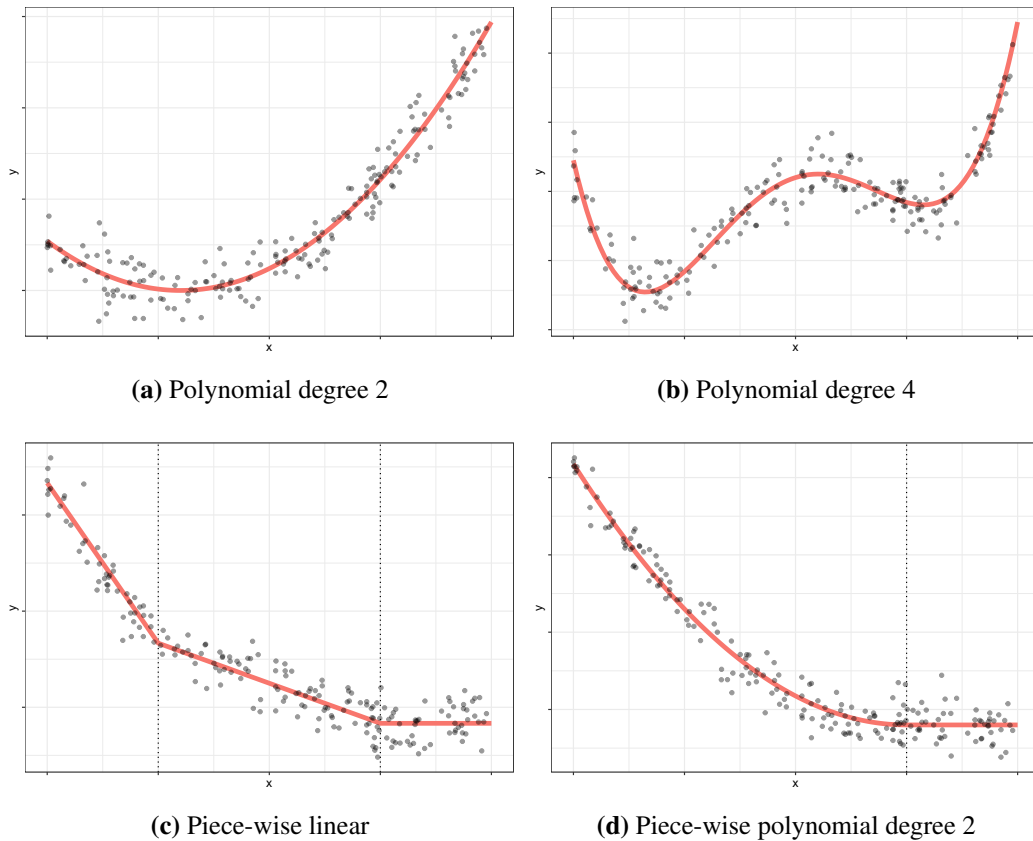 y
y
x
x
(a) Polynomial degree 2
(b) Polynomial degree 4
y
y
x
x
(c) Piece-wise linear
(d) Piece-wise polynomial degree 2